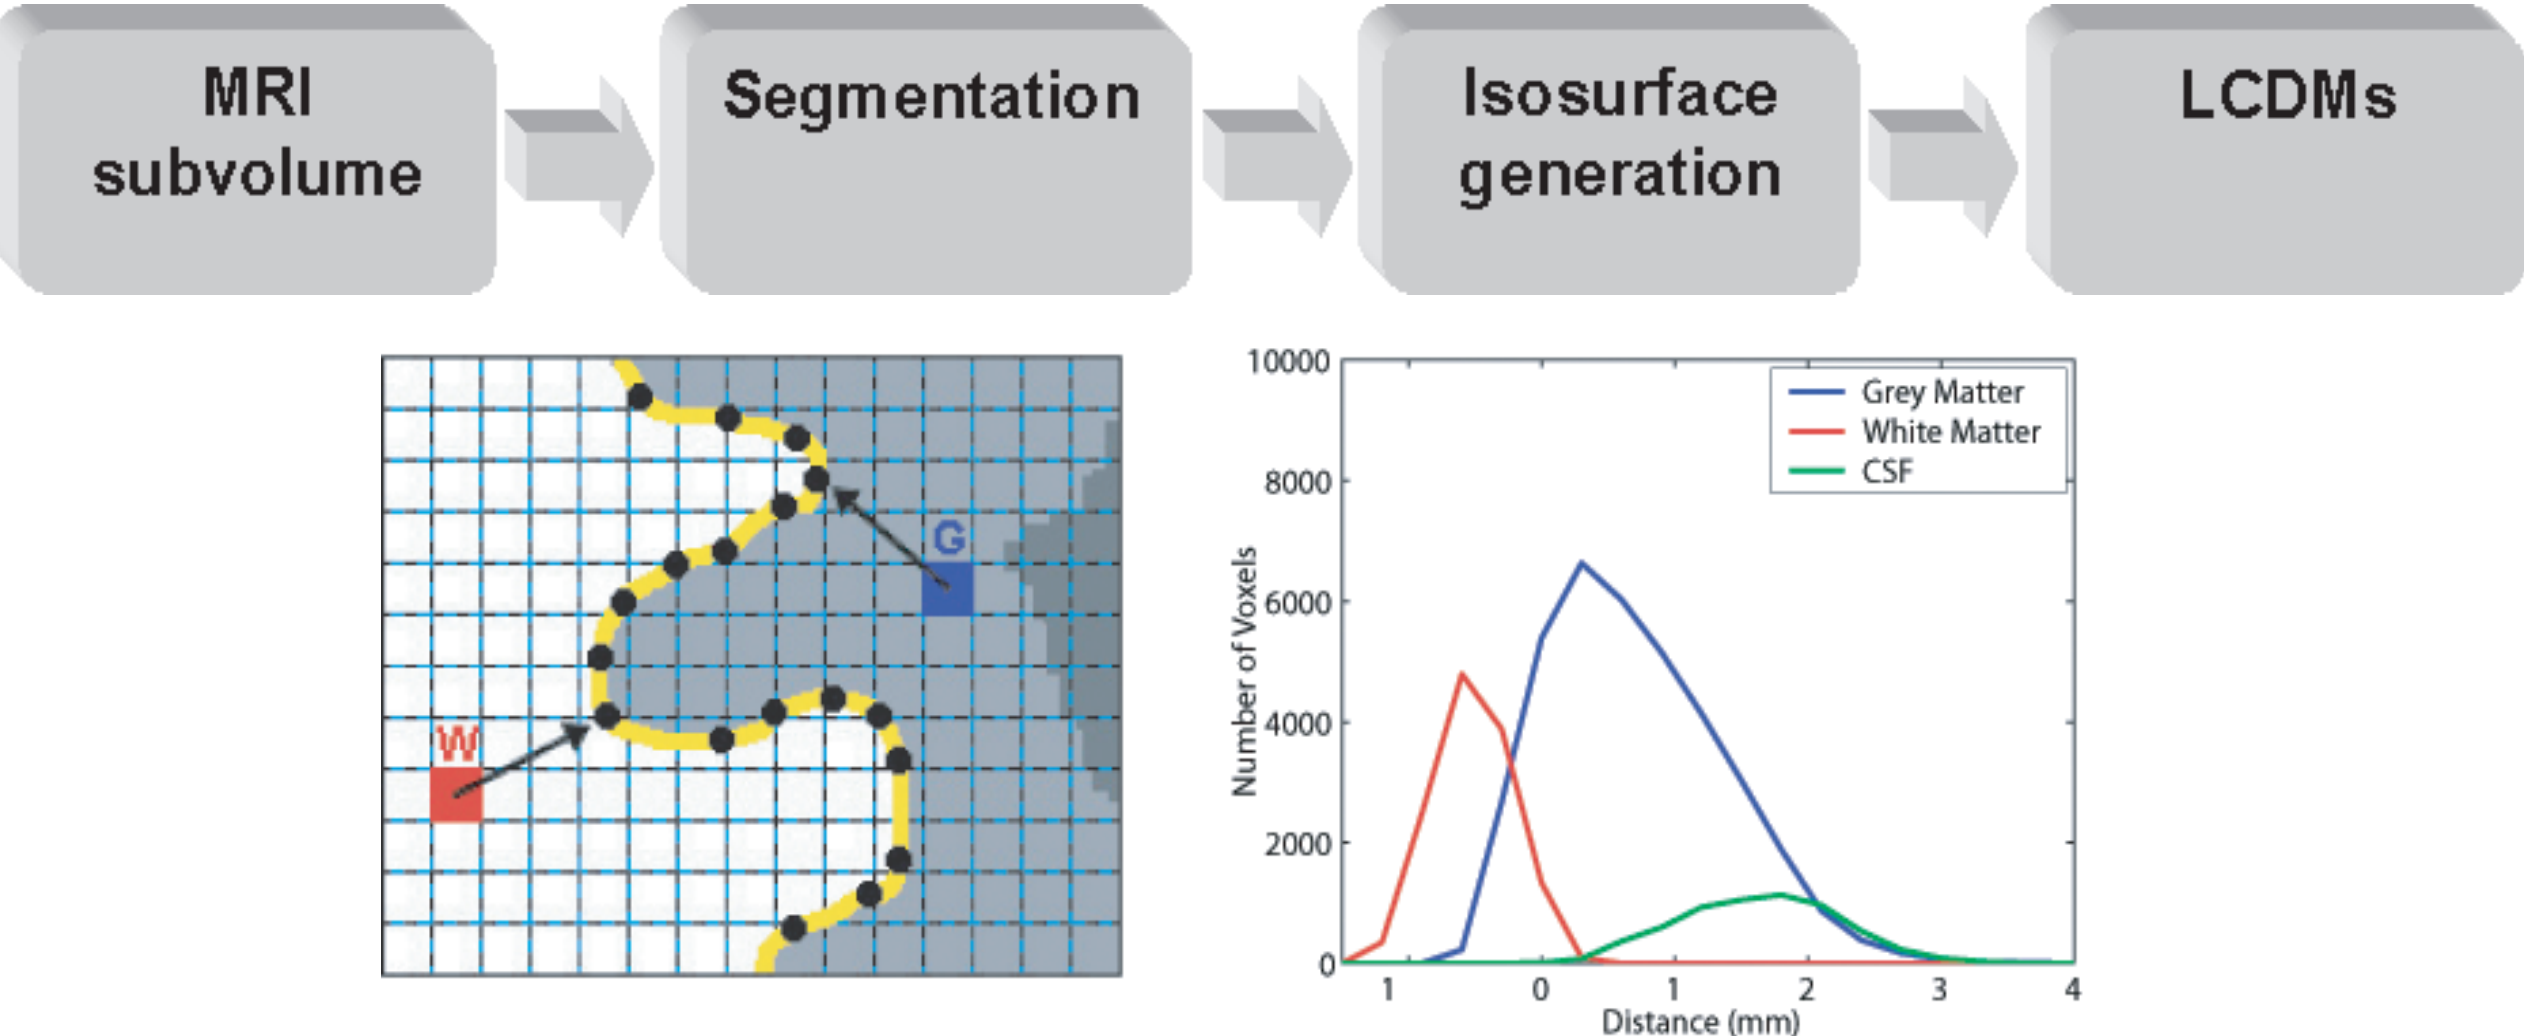 MRI
subvolume
Segmentation
Isosurface
generation
LCDMs
W
G
10000
8000
6000
4000
2000
0
Number of Voxels
Grey Matter
White Matter
CSF
1 0 1 2 3 4
Distance (mm)